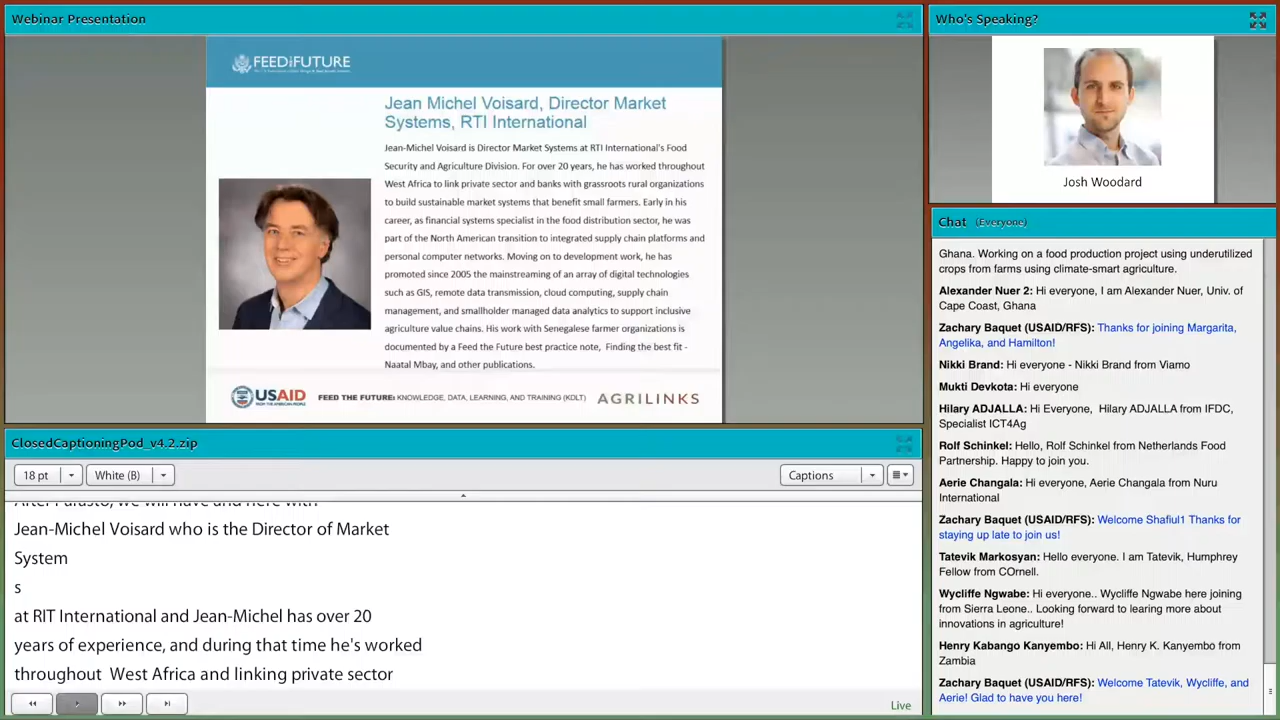 Webinar Presentation
FEED the FUTURE
Jean Michel Voisard, Director Market
Systems, RTI International
Jean-Michel Voisard is Director Market Systems at RTI International's Food
Security and Agriculture Division. For over 20 years, he has worked throughout
West Africa to link private sector and banks with grassroots rural organizations
to build sustainable market systems that benefit small farmers. Early in his
career, as financial systems specialist in the food distribution sector, he was
part of the North American transition to integrated supply chain platforms and
personal computer networks. Moving on to development work, he has
promoted since 2005 the mainstreaming of an array of digital technologies
such as GIS, remote data transmission, cloud computing, supply chain
management, and smallholder managed data analytics to support inclusive
agriculture value chains. His work with Senegalese farmer organizations is
documented by a Feed the Future best practice note, Finding the best fit -
Naatal Mbay, and other publications.
USAID
FROM THE AMERICAN PEOPLE
FEED THE FUTURE: KNOWLEDGE, DATA, LEARNING, AND TRAINING (KDLT)
AGRILINKS
ClosedCaptioningPod_v4.2.zip
18 pt
White (B)
Captions
Jean-Michel Voisard who is the Director of Market
System
s
at RIT International and Jean-Michel has over 20
years of experience, and during that time he's worked
throughout West Africa and linking private sector
Live
Who's Speaking?
Josh Woodard
Chat (Everyone)
Ghana. Working on a food production project using underutilized
crops from farms using climate-smart agriculture.
Alexander Nuer 2: Hi everyone, I am Alexander Nuer, Univ. of
Cape Coast, Ghana
Zachary Baquet (USAID/RFS): Thanks for joining Margarita,
Angelika, and Hamilton!
Nikki Brand: Hi everyone - Nikki Brand from Viamo
Mukti Devkota: Hi everyone
Hilary ADJALLA: Hi Everyone, Hilary ADJALLA from IFDC,
Specialist ICT4Ag
Rolf Schinkel: Hello, Rolf Schinkel from Netherlands Food
Partnership. Happy to join you.
Aerie Changala: Hi everyone, Aerie Changala from Nuru
International
Zachary Baquet (USAID/RFS): Welcome Shafiul1 Thanks for
staying up late to join us!
Tatevik Markosyan: Hello everyone. I am Tatevik, Humphrey
Fellow from COrnell.
Wycliffe Ngwabe: Hi everyone.. Wycliffe Ngwabe here joining
from Sierra Leone.. Looking forward to learing more about
innovations in agriculture!
Henry Kabango Kanyembo: Hi All, Henry K. Kanyembo from
Zambia
Zachary Baquet (USAID/RFS): Welcome Tatevik, Wycliffe, and
Aerie! Glad to have you here!